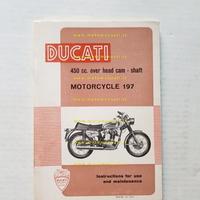 DUCATI
450 cc. over head cam - shaft
MOTORCYCLE 197
Instructions for use
and maintenance